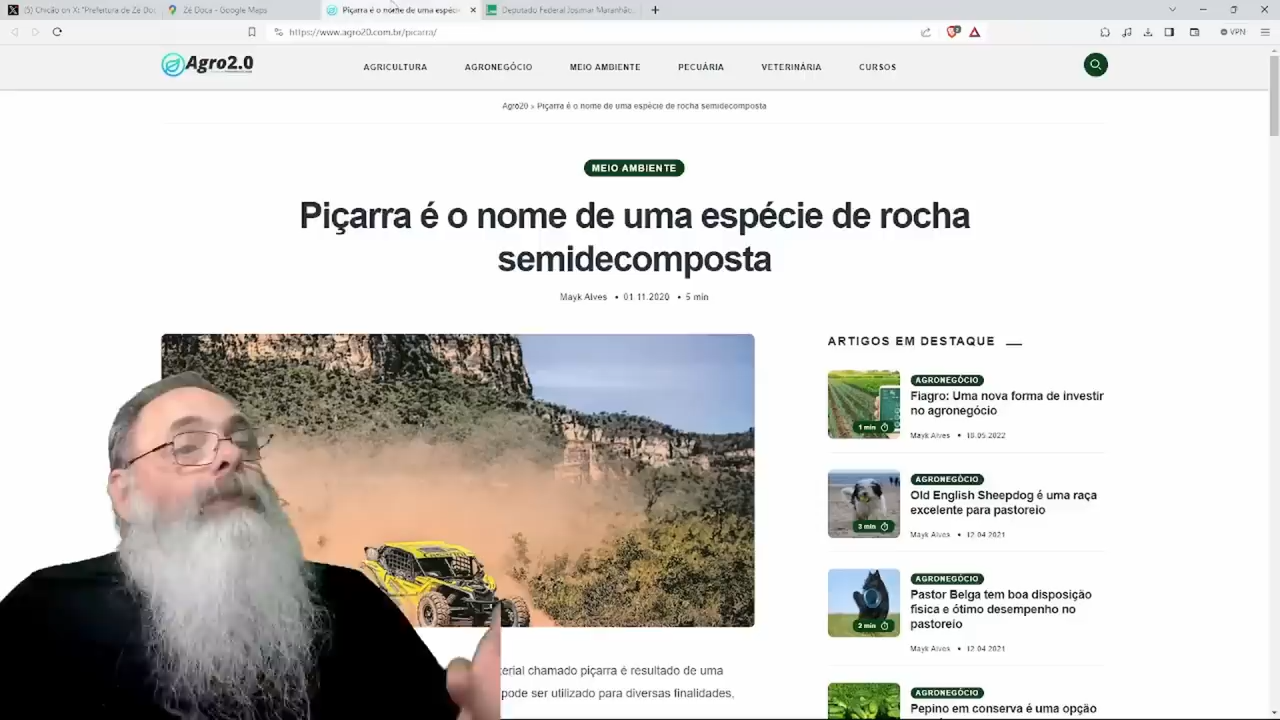 (5) Chicão on X: "Prefeitura de Zé Do
Zé Doca - Google Maps
Piçarra é o nome de uma espéci
Deputado Federal Josimar Maranhão
https://www.agro20.com.br/picarra/
VPN
Agro2.0
AGRICULTURA
AGRONEGÓCIO
MEIO AMBIENTE
PECUÁRIA
VETERINÁRIA
CURSOS
Agro20 » Piçarra é o nome de uma espécie de rocha semidecomposta
MEIO AMBIENTE
Piçarra é o nome de uma espécie de rocha
semidecomposta
Mayk Alves • 01.11.2020 • 5 min
ARTIGOS EM DESTAQUE
AGRONEGÓCIO
Fiagro: Uma nova forma de investir
no agronegócio
1 min
Mayk Alves • 18.05.2022
AGRONEGÓCIO
Old English Sheepdog é uma raça
excelente para pastoreio
3 min
Mayk Alves • 12.04.2021
AGRONEGÓCIO
Pastor Belga tem boa disposição
física e ótimo desempenho no
pastoreio
2 min
Mayk Alves • 12.04.2021
AGRONEGÓCIO
Pepino em conserva é uma opção
terial chamado piçarra é resultado de uma
pode ser utilizado para diversas finalidades,